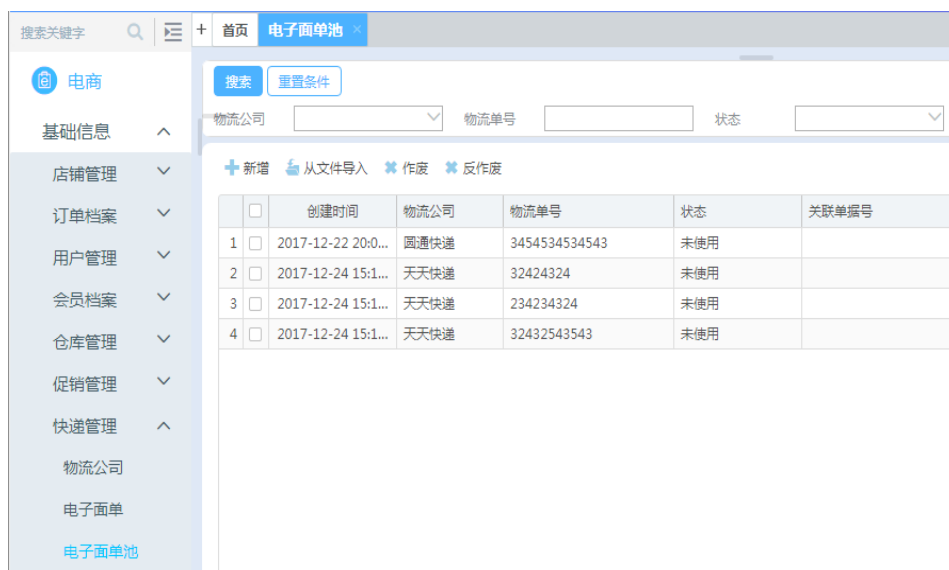 搜索关键字
+ 首页 电子面单池 ×
电商
基础信息
店铺管理
订单档案
用户管理
会员档案
仓库管理
促销管理
快递管理
物流公司
电子面单
电子面单池
搜索 重置条件
物流公司 物流单号 状态
新增 从文件导入 作废 反作废
创建时间 物流公司 物流单号 状态 关联单据号
1 2017-12-22 20:0... 圆通快递 3454534534543 未使用
2 2017-12-24 15:1... 天天快递 32424324 未使用
3 2017-12-24 15:1... 天天快递 234234324 未使用
4 2017-12-24 15:1... 天天快递 32432543543 未使用